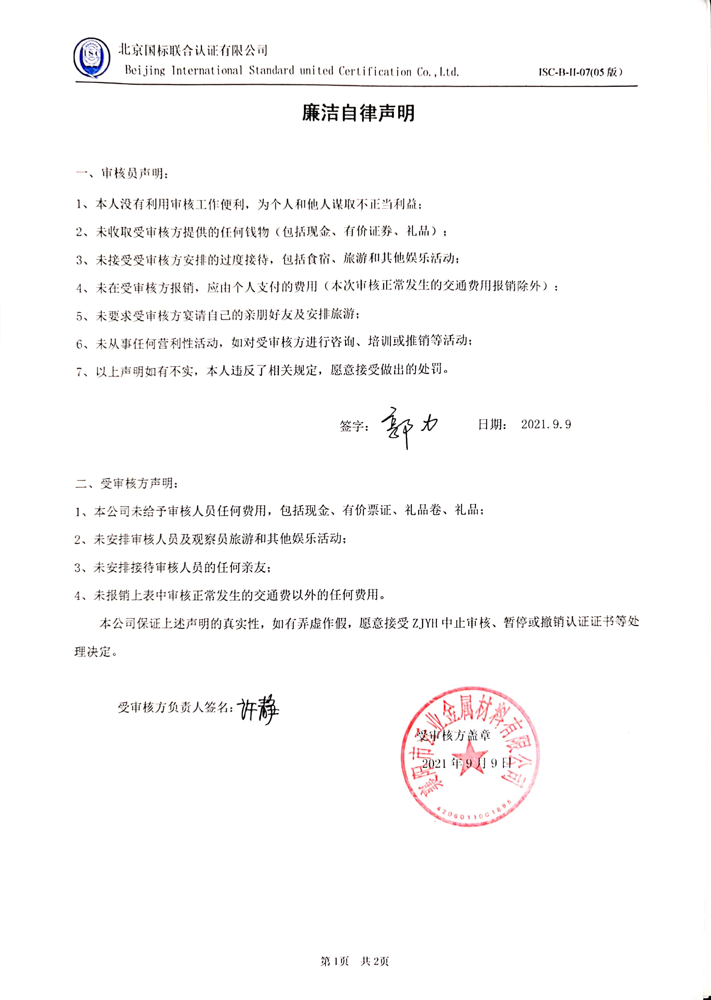 ISC
北京国标联合认证有限公司
Beijing International Standard united Certification Co.,Ltd.
ISC-B-II-07(05 版）
廉洁自律声明
一、审核员声明：
1、本人没有利用审核工作便利，为个人和他人谋取不正当利益；
2、未收取受审核方提供的任何钱物（包括现金、有价证券、礼品）；
3、未接受受审核方安排的过度接待，包括食宿、旅游和其他娱乐活动；
4、未在受审核方报销，应由个人支付的费用（本次审核正常发生的交通费用报销除外）；
5、未要求受审核方宴请自己的亲朋好友及安排旅游；
6、未从事任何营利性活动，如对受审核方进行咨询、培训或推销等活动；
7、以上声明如有不实，本人违反了相关规定，愿意接受做出的处罚。
签字： 郭力 日期： 2021.9.9
二、受审核方声明：
1、本公司未给予审核人员任何费用，包括现金、有价票证、礼品卷、礼品；
2、未安排审核人员及观察员旅游和其他娱乐活动；
3、未安排接待审核人员的任何亲友；
4、未报销上表中审核正常发生的交通费以外的任何费用。
本公司保证上述声明的真实性，如有弄虚作假，愿意接受 ZJYH 中止审核、暂停或撤销认证证书等处
理决定。
受审核方负责人签名：许静
襄阳市 业金属材料有限公司
受审核方盖章
2021 年 9 月 9 日
4206011001895
第 1页 共 2页